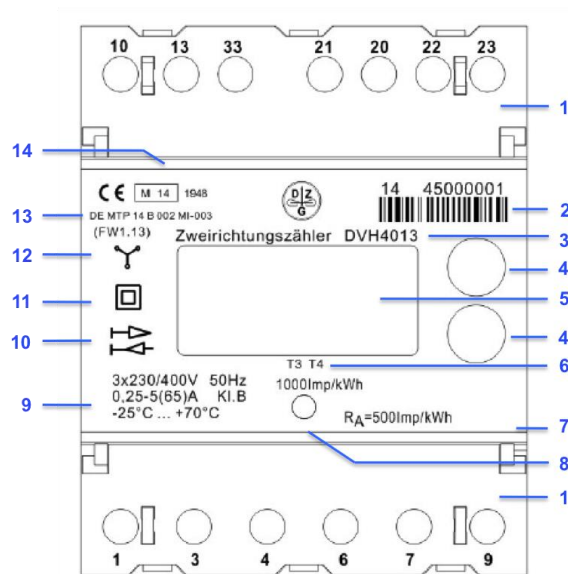 10 13 33 21 20 22 23
1
14
CE M 14 1948
D Z G
14 45000001
2
13
DE MTP 14 B 002 MI-003
(FW1.13)
Zweirichtungszähler DVH4013
3
12
4
11
5
10
4
T3 T4
6
9
3x230/400V 50Hz
0,25-5(65)A Kl.B
-25°C ... +70°C
1000Imp/kWh
RA=500Imp/kWh
7
8
1
1 3 4 6 7 9